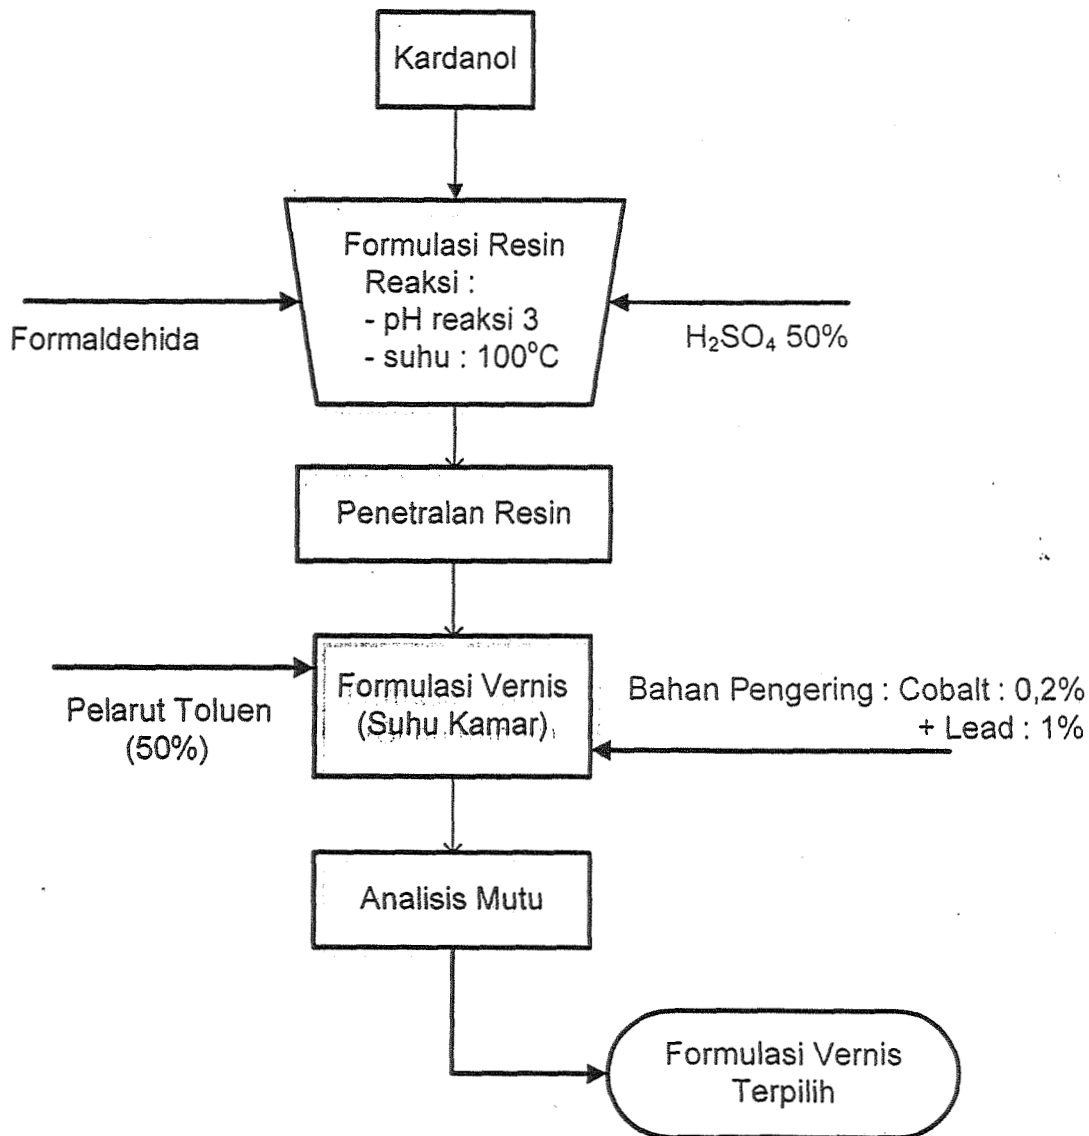 Kardanol
Formulasi Resin
Reaksi :
- pH reaksi 3
- suhu : 100°C
Formaldehida
H₂SO₄ 50%
Penetralan Resin
Formulasi Vernis
(Suhu Kamar)
Pelarut Toluen
(50%)
Bahan Pengering : Cobalt : 0,2%
+ Lead : 1%
Analisis Mutu
Formulasi Vernis
Terpilih